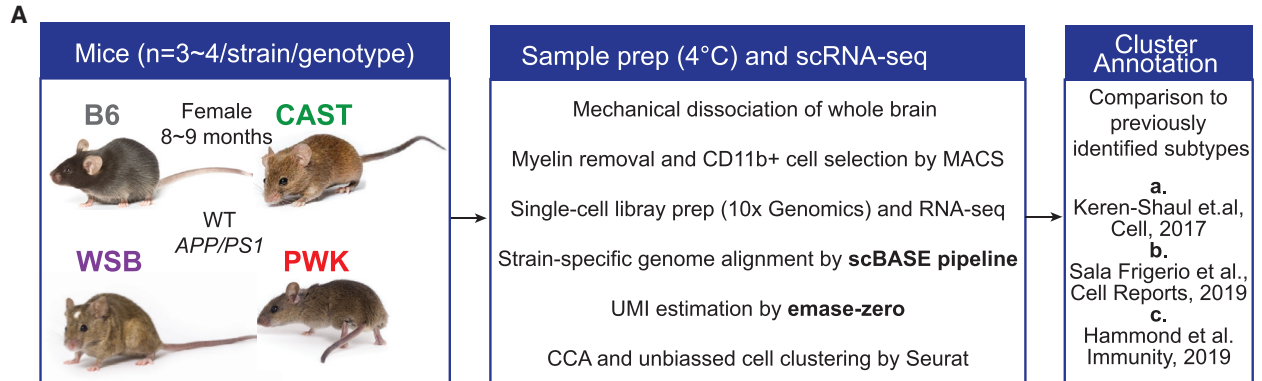 A
Mice (n=3~4/strain/genotype)
B6
Female
8~9 months
CAST
WT
APP/PS1
WSB
PWK
Sample prep (4°C) and scRNA-seq
Mechanical dissociation of whole brain
Myelin removal and CD11b+ cell selection by MACS
Single-cell libray prep (10x Genomics) and RNA-seq
Strain-specific genome alignment by scBASE pipeline
UMI estimation by emase-zero
CCA and unbiassed cell clustering by Seurat
Cluster
Annotation
Comparison to
previously
identified subtypes
a.
Keren-Shaul et.al,
Cell, 2017
b.
Sala Frigerio et al.,
Cell Reports, 2019
c.
Hammond et al.
Immunity, 2019